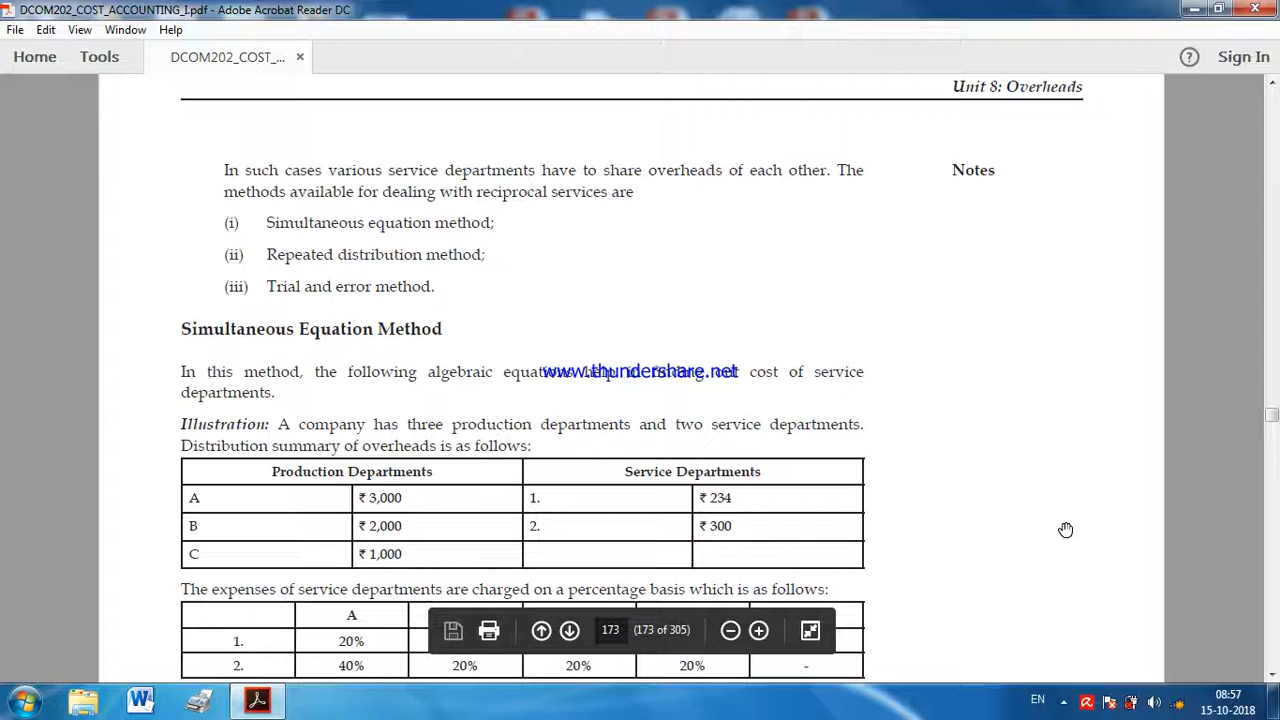 DCOM202_COST_ACCOUNTING_I.pdf - Adobe Acrobat Reader DC
File Edit View Window Help
Home Tools DCOM202_COST_... × ? Sign In
Unit 8: Overheads
In such cases various service departments have to share overheads of each other. The Notes
methods available for dealing with reciprocal services are
(i) Simultaneous equation method;
(ii) Repeated distribution method;
(iii) Trial and error method.
Simultaneous Equation Method
In this method, the following algebraic equations help cost of service
www.thundershare.net
departments.
Illustration: A company has three production departments and two service departments.
Distribution summary of overheads is as follows:
Production Departments Service Departments
A ₹ 3,000 1. ₹ 234
B ₹ 2,000 2. ₹ 300
C ₹ 1,000
The expenses of service departments are charged on a percentage basis which is as follows:
A
1. 20%
173 (173 of 305)
2. 40% 20% 20% 20% -
EN 08:57
15-10-2018